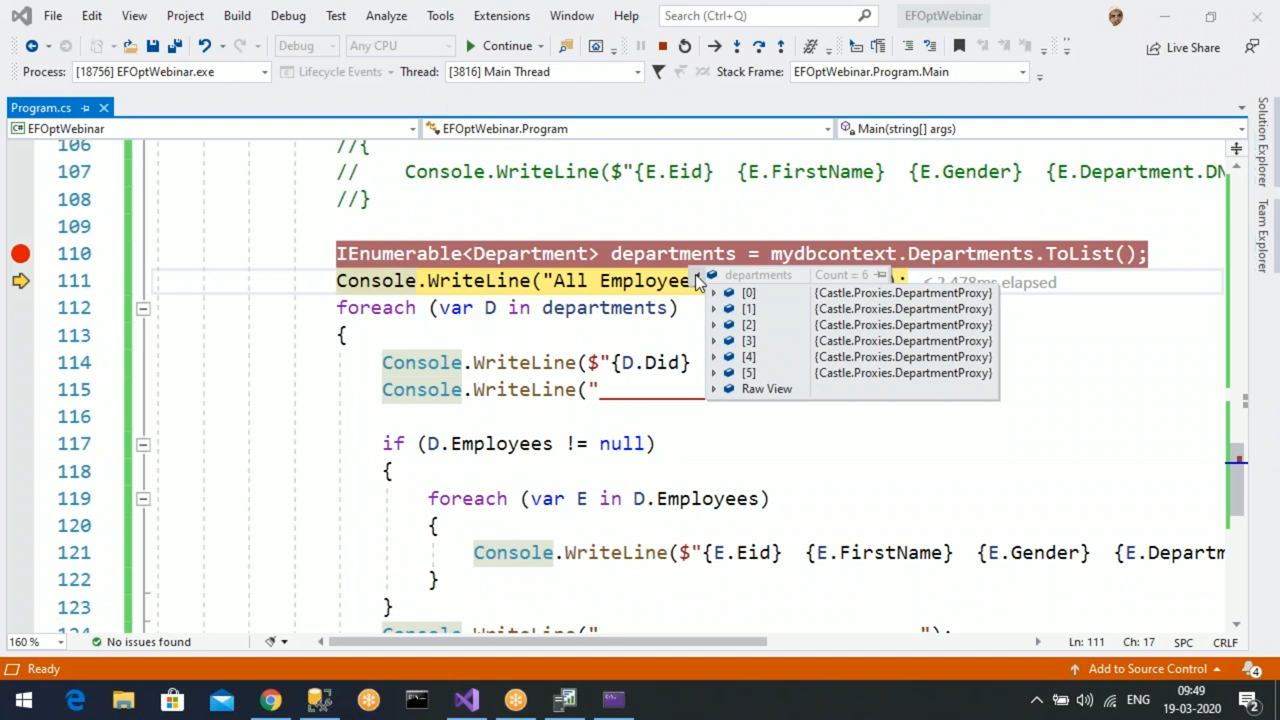 File Edit View Project Build Debug Test Analyze Tools Extensions Window Help Search (Ctrl+Q) EFOptWebinar
Debug Any CPU Continue Live Share
Process: [18756] EFOptWebinar.exe Lifecycle Events Thread: [3816] Main Thread Stack Frame: EFOptWebinar.Program.Main
Program.cs
EFOptWebinar EFOptWebinar.Program Main(string[] args)
106 //{
107 // Console.WriteLine($"{E.Eid} {E.FirstName} {E.Gender} {E.Department.DN
108 //}
109
110 IEnumerable<Department> departments = mydbcontext.Departments.ToList();
111 Console.WriteLine("All Employee departments Count = 6 elapsed
[0] {Castle.Proxies.DepartmentProxy}
112 foreach (var D in departments)
[1] {Castle.Proxies.DepartmentProxy}
[2] {Castle.Proxies.DepartmentProxy}
113 {
[3] {Castle.Proxies.DepartmentProxy}
[4] {Castle.Proxies.DepartmentProxy}
114 Console.WriteLine($"{D.Did}
[5] {Castle.Proxies.DepartmentProxy}
115 Console.WriteLine("__________
Raw View
116
117 if (D.Employees != null)
118 {
119 foreach (var E in D.Employees)
120 {
121 Console.WriteLine($"{E.Eid} {E.FirstName} {E.Gender} {E.Departm
122 }
123 }
160 % No issues found Ln: 111 Ch: 17 SPC CRLF
Ready Add to Source Control 4
ENG 09:49
19-03-2020 2
Solution Explorer
Team Explorer